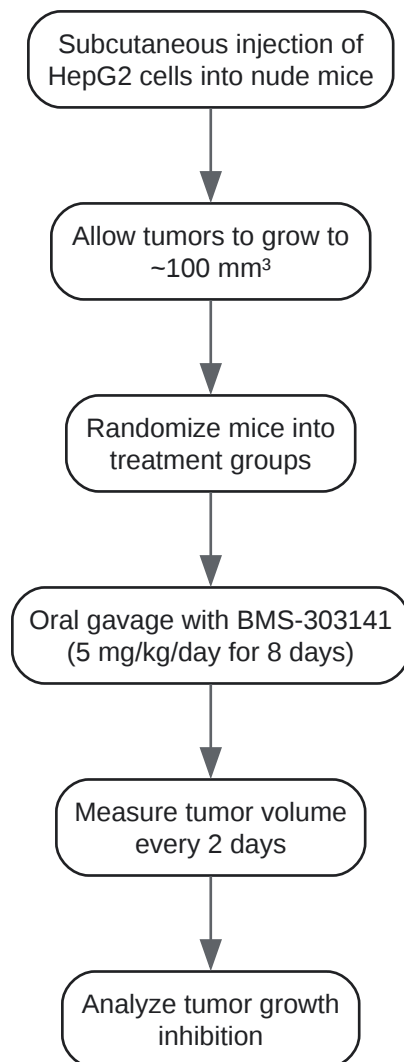 Subcutaneous injection of
HepG2 cells into nude mice
Allow tumors to grow to
~100 mm³
Randomize mice into
treatment groups
Oral gavage with BMS-303141
(5 mg/kg/day for 8 days)
Measure tumor volume
every 2 days
Analyze tumor growth
inhibition